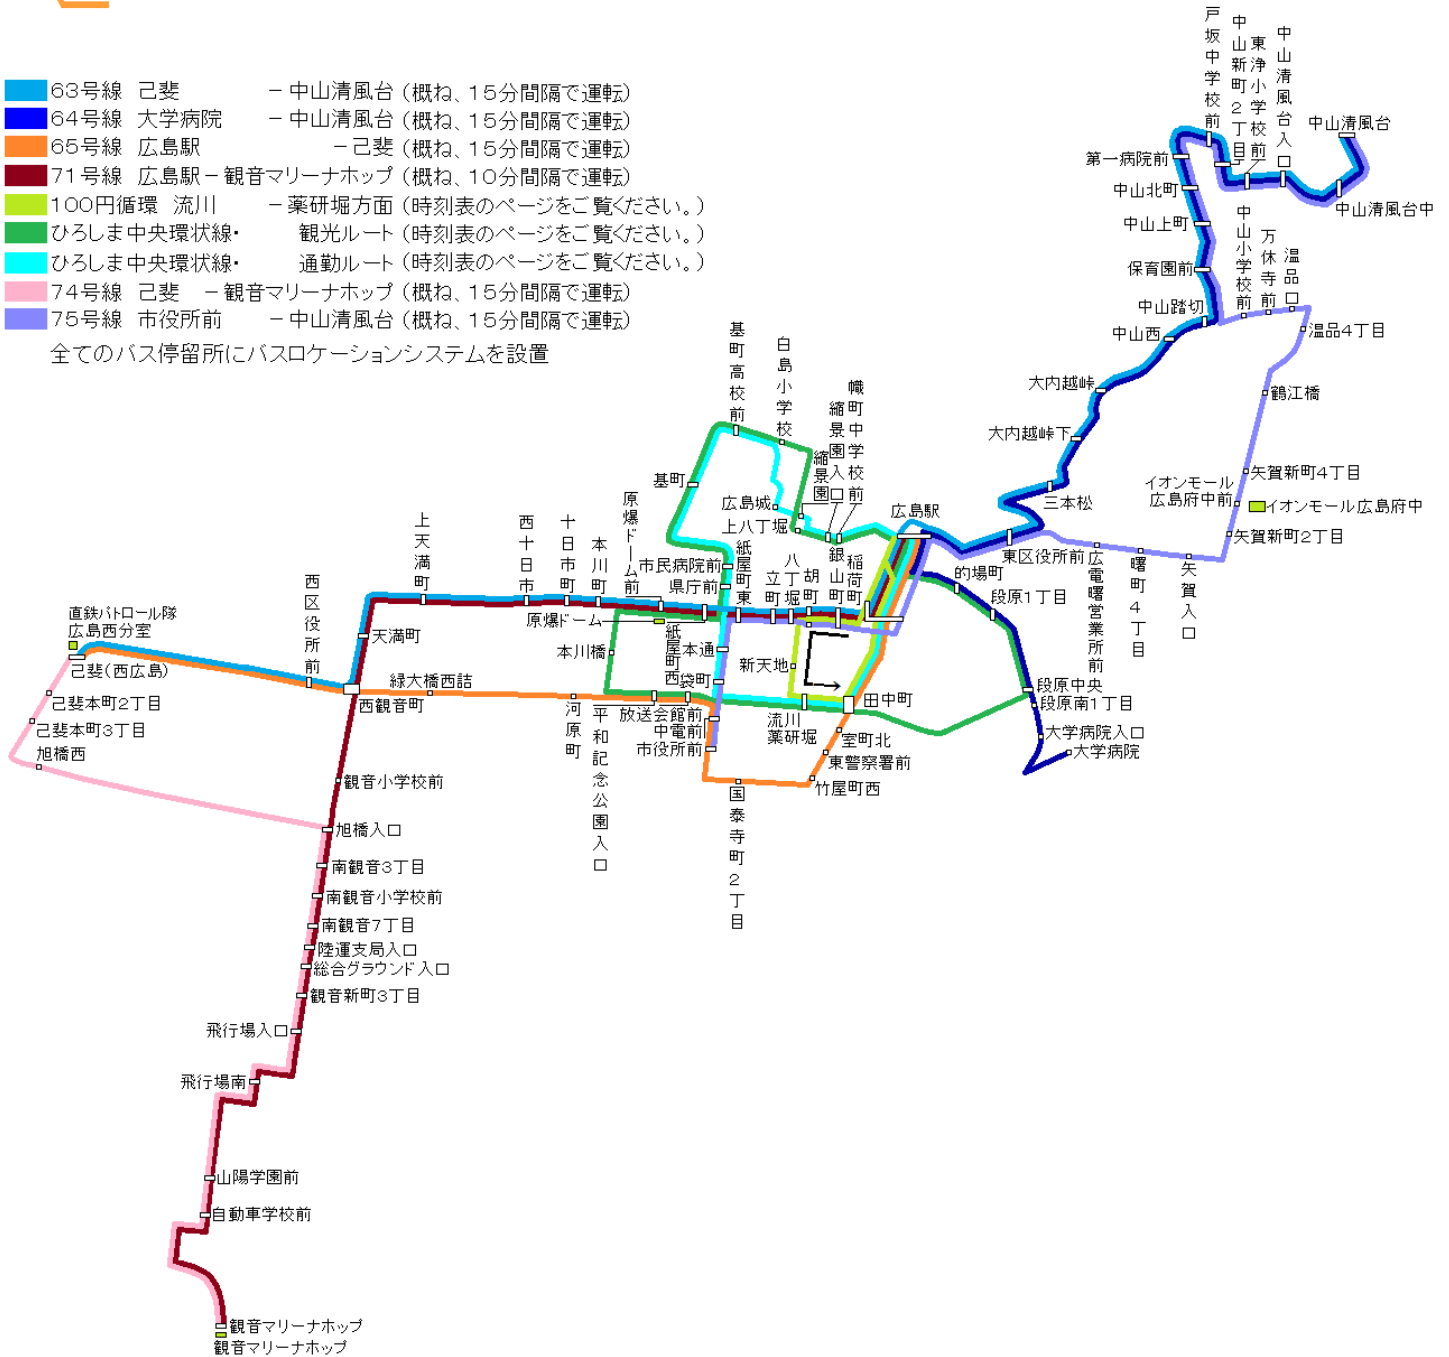 63号線 己斐 －中山清風台（概ね、15分間隔で運転）
64号線 大学病院 －中山清風台（概ね、15分間隔で運転）
65号線 広島駅 －己斐（概ね、15分間隔で運転）
71号線 広島駅－観音マリーナホップ（概ね、10分間隔で運転）
100円循環 流川 －薬研堀方面（時刻表のページをご覧ください。）
ひろしま中央環状線・ 観光ルート（時刻表のページをご覧ください。）
ひろしま中央環状線・ 通勤ルート（時刻表のページをご覧ください。）
74号線 己斐 －観音マリーナホップ（概ね、15分間隔で運転）
75号線 市役所前 －中山清風台（概ね、15分間隔で運転）
全てのバス停留所にバスロケーションシステムを設置
戸坂中学校前
中山新町2丁目
東浄小学校前
中山清風台入口
中山清風台
中山清風台中
第一病院前
中山北町
中山上町
保育園前
中山踏切
中山西
中山小学校前
万休寺前
温品口
温品4丁目
鶴江橋
大内越峠
大内越峠下
三本松
矢賀新町4丁目
イオンモール
広島府中前
イオンモール広島府中
矢賀新町2丁目
東区役所前
広電曙営業所前
曙町4丁目
矢賀入口
基町高校前
白島小学校
縮景園
縮景園入口
幟町中学校前
広島駅
基町
広島城
上八丁堀
市民病院前
県庁前
紙屋町東
立町
八丁堀
胡町
銀山町
稲荷町
的場町
段原1丁目
段原中央
段原南1丁目
大学病院入口
大学病院
上天満町
西十日市
十日市町
本川町
原爆ドーム前
原爆ドーム
紙屋町西
本川橋
本通
袋町
新天地
田中町
流川
薬研堀
放送会館前
中電前
市役所前
室町北
東警察署前
竹屋町西
国泰寺町2丁目
平和記念公園入口
河原町
緑大橋西詰
西観音町
天満町
西区役所前
直鉄パトロール隊
広島西分室
己斐(西広島)
己斐本町2丁目
己斐本町3丁目
旭橋西
観音小学校前
旭橋入口
南観音3丁目
南観音小学校前
南観音7丁目
陸運支局入口
総合グラウンド入口
観音新町3丁目
飛行場入口
飛行場南
山陽学園前
自動車学校前
観音マリーナホップ
観音マリーナホップ